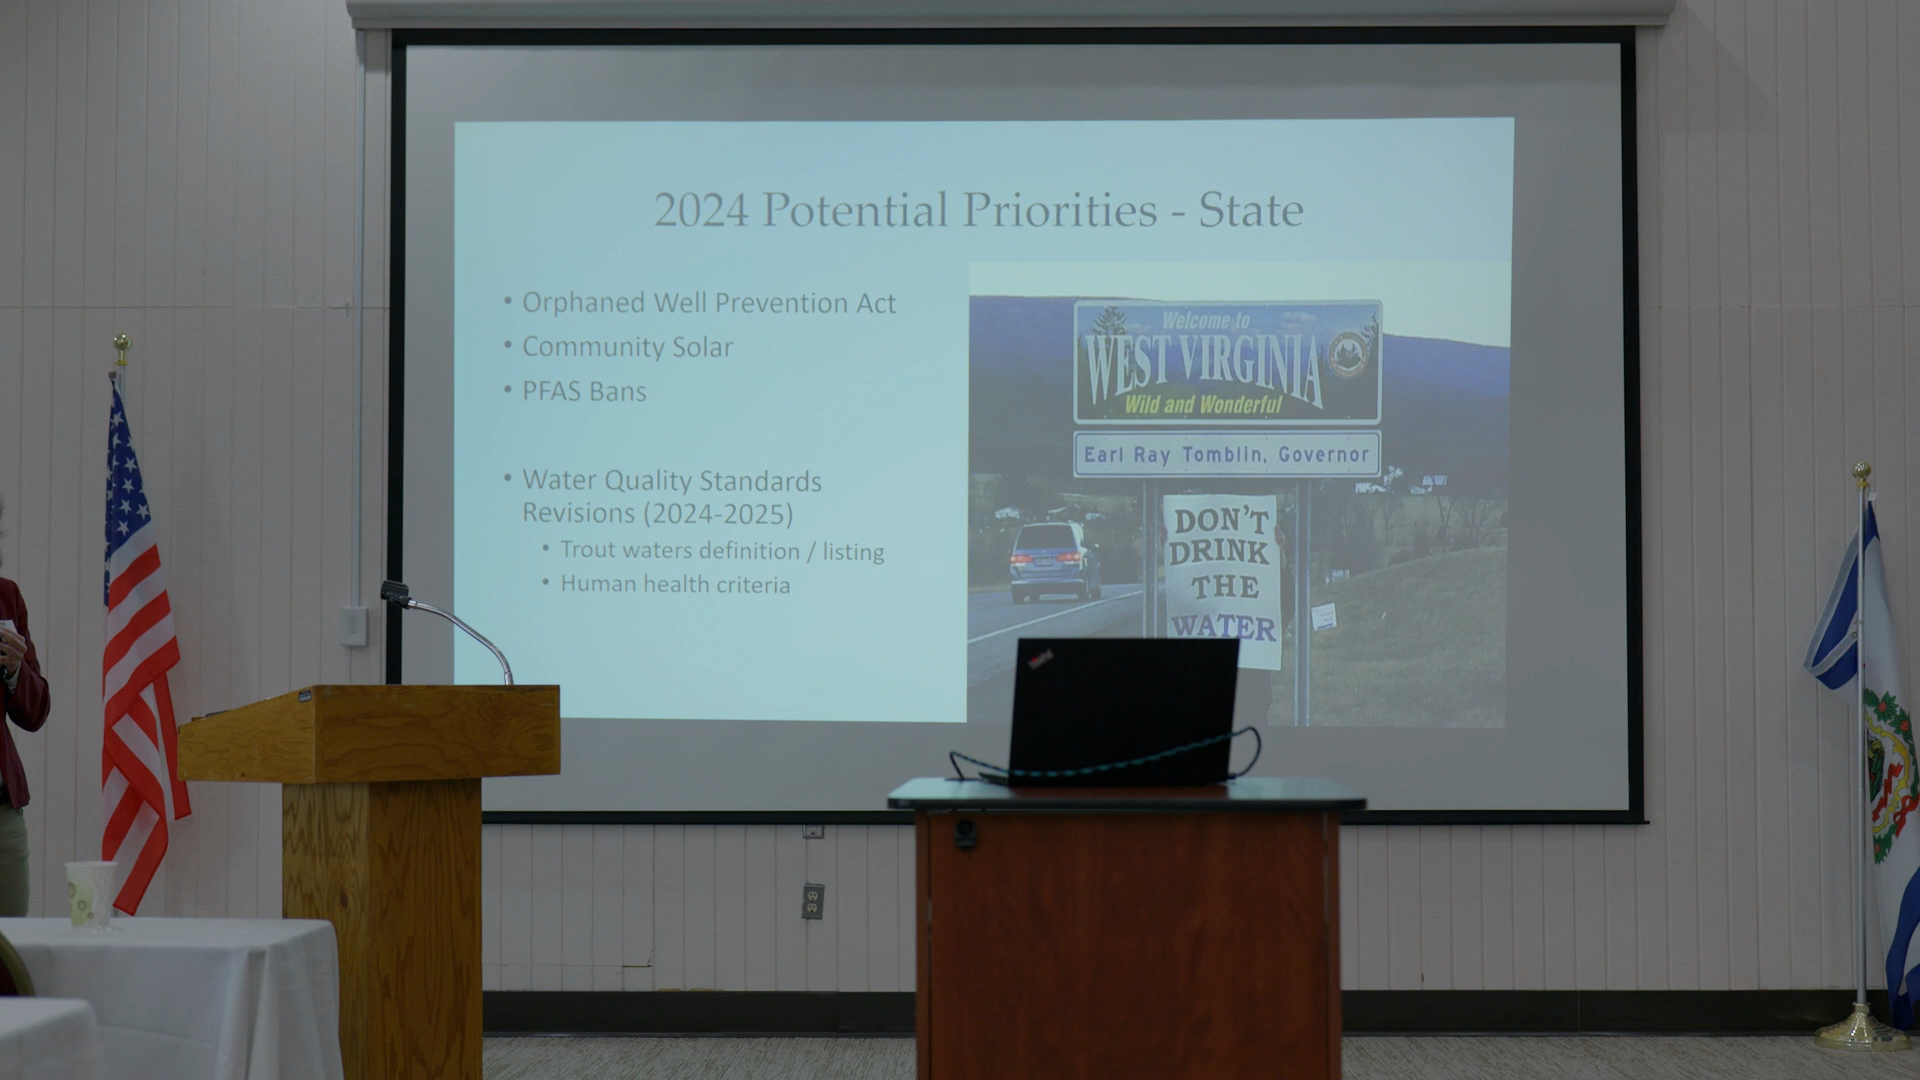 2024 Potential Priorities - State
• Orphaned Well Prevention Act
• Community Solar
• PFAS Bans
• Water Quality Standards
Revisions (2024-2025)
• Trout waters definition / listing
• Human health criteria
Welcome to
WEST VIRGINIA
Wild and Wonderful
Earl Ray Tomblin, Governor
DON'T
DRINK
THE
WATER
ThinkPad